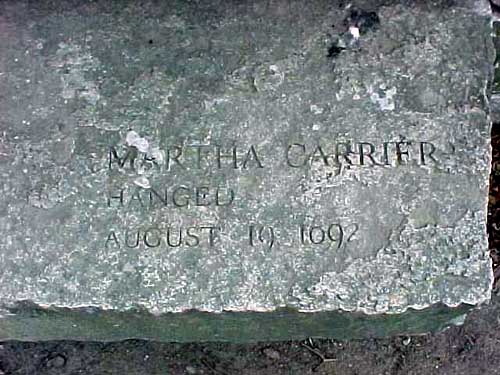 MARTHA CARRIER
HANGED
AUGUST 19, 1692